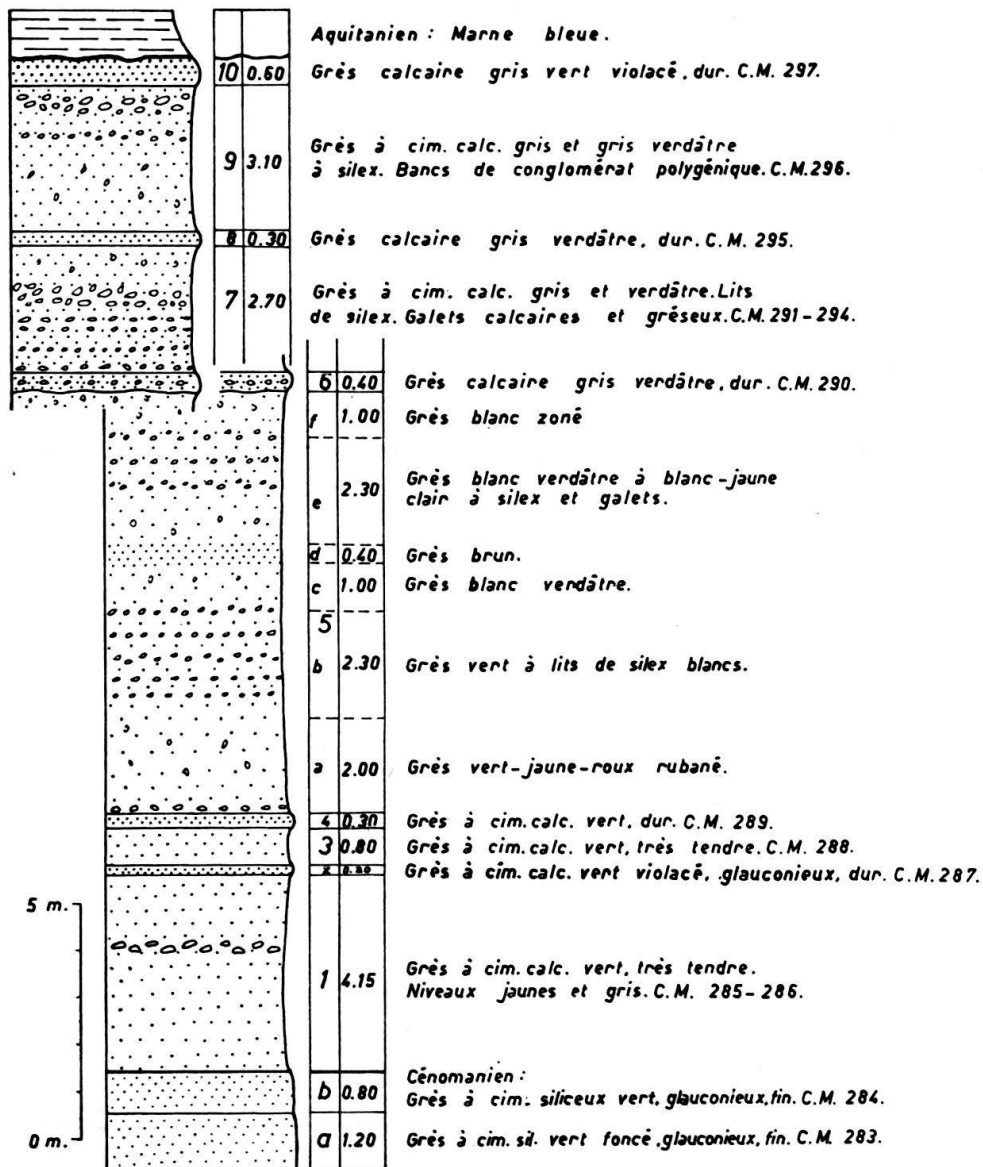 Aquitanien : Marne bleue.
10 0.60 Grès calcaire gris vert violacé, dur. C.M. 297.
9 3.10 Grès à cim. calc. gris et gris verdâtre
à silex. Bancs de conglomérat polygénique. C.M. 296.
8 0.30 Grès calcaire gris verdâtre, dur. C.M. 295.
7 2.70 Grès à cim. calc. gris et verdâtre. Lits
de silex. Galets calcaires et gréseux. C.M. 291-294.
6 0.40 Grès calcaire gris verdâtre, dur. C.M. 290.
f 1.00 Grès blanc zoné
e 2.30 Grès blanc verdâtre à blanc-jaune
clair à silex et galets.
d 0.40 Grès brun.
c 1.00 Grès blanc verdâtre.
5
b 2.30 Grès vert à lits de silex blancs.
a 2.00 Grès vert-jaune-roux rubané.
4 0.30 Grès à cim. calc. vert, dur. C.M. 289.
3 0.80 Grès à cim. calc. vert, très tendre. C.M. 288.
2 0.20 Grès à cim. calc. vert violacé, glauconieux, dur. C.M. 287.
5 m.
1 4.15 Grès à cim. calc. vert, très tendre.
Niveaux jaunes et gris. C.M. 285-286.
Cénomanien :
b 0.80 Grès à cim. siliceux vert, glauconieux, fin. C.M. 284.
0 m. a 1.20 Grès à cim. sil. vert foncé, glauconieux, fin. C.M. 283.